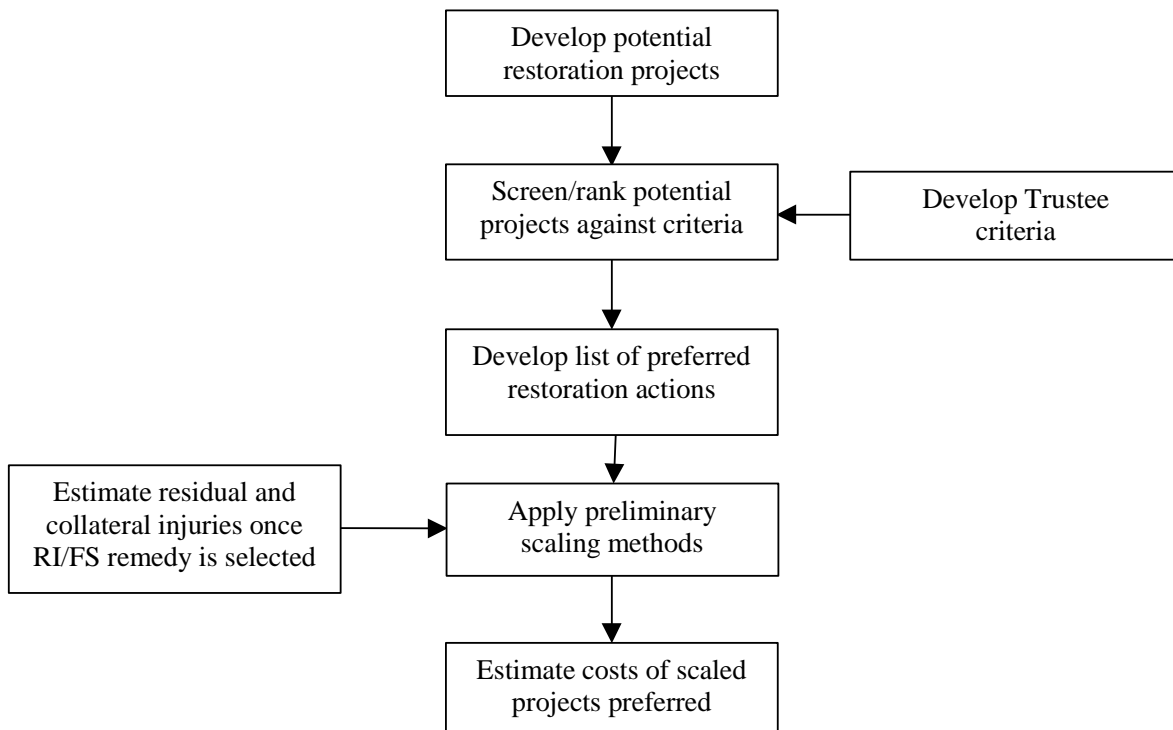 Develop potential
restoration projects
Screen/rank potential
projects against criteria
Develop Trustee
criteria
Develop list of preferred
restoration actions
Estimate residual and
collateral injuries once
RI/FS remedy is selected
Apply preliminary
scaling methods
Estimate costs of scaled
projects preferred